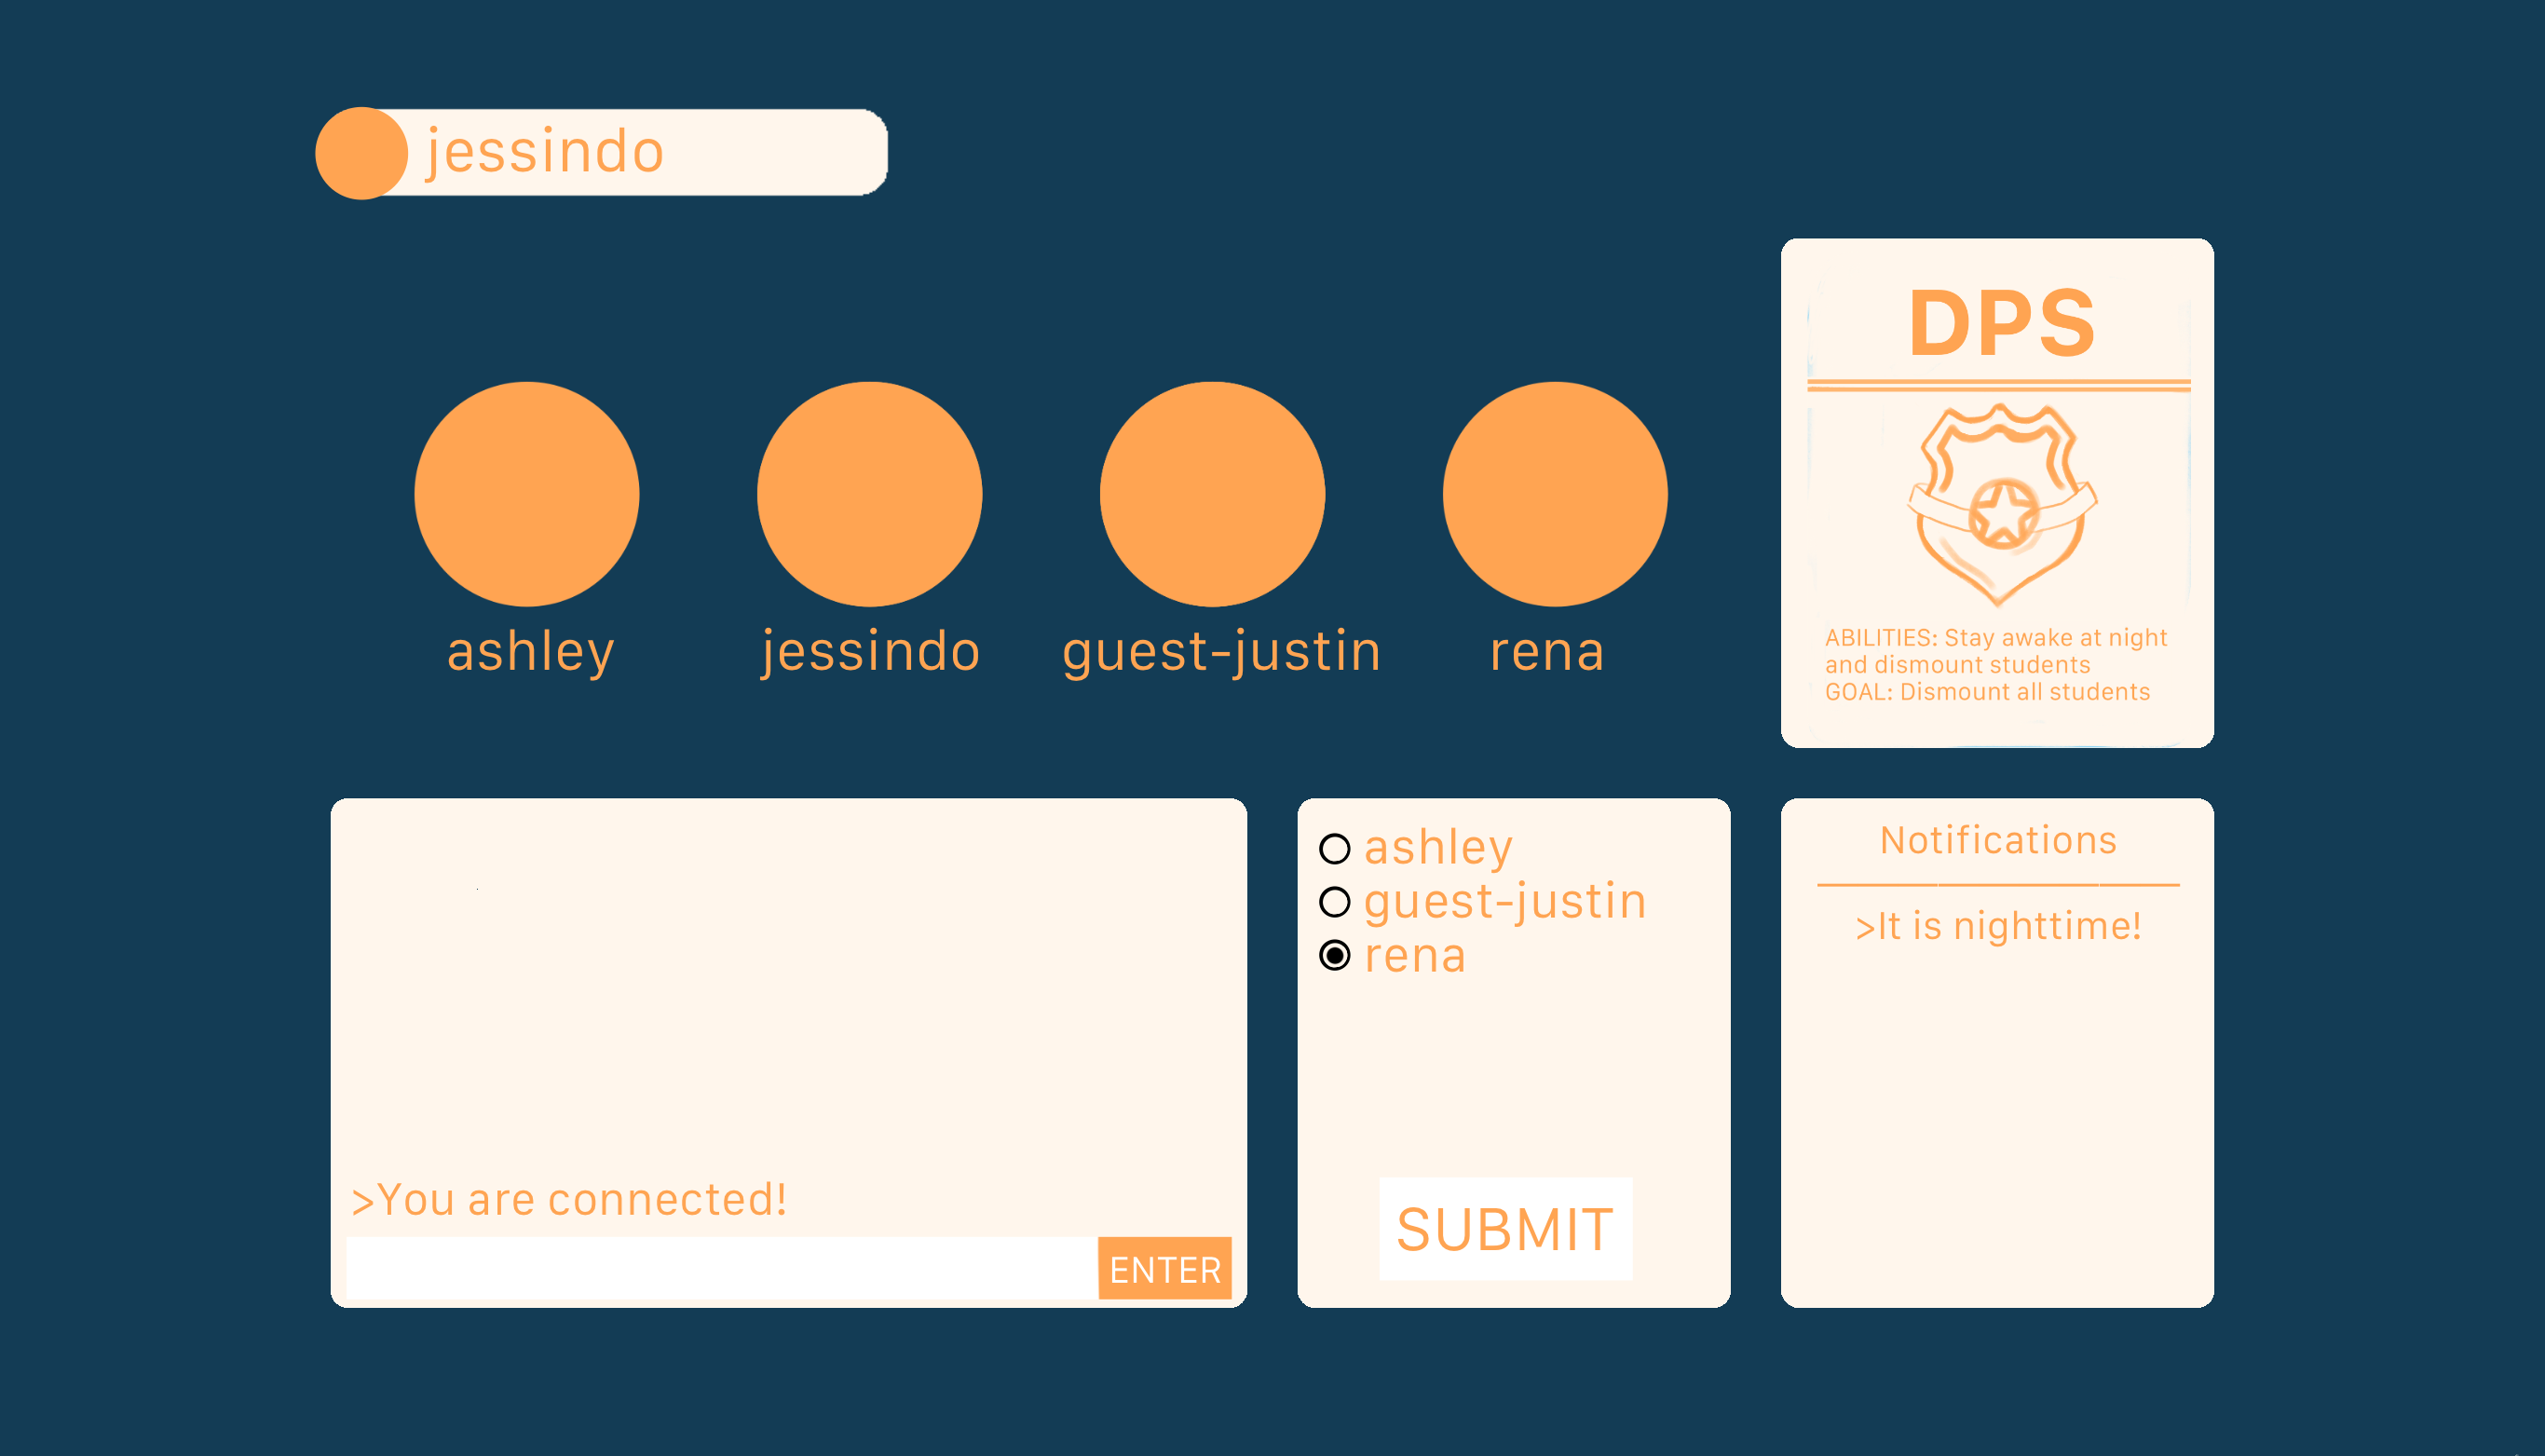 jessindo
DPS
ABILITIES: Stay awake at night
and dismount students
GOAL: Dismount all students
ashley
jessindo
guest-justin
rena
>You are connected!
ENTER
ashley
guest-justin
rena
SUBMIT
Notifications
>It is nighttime!